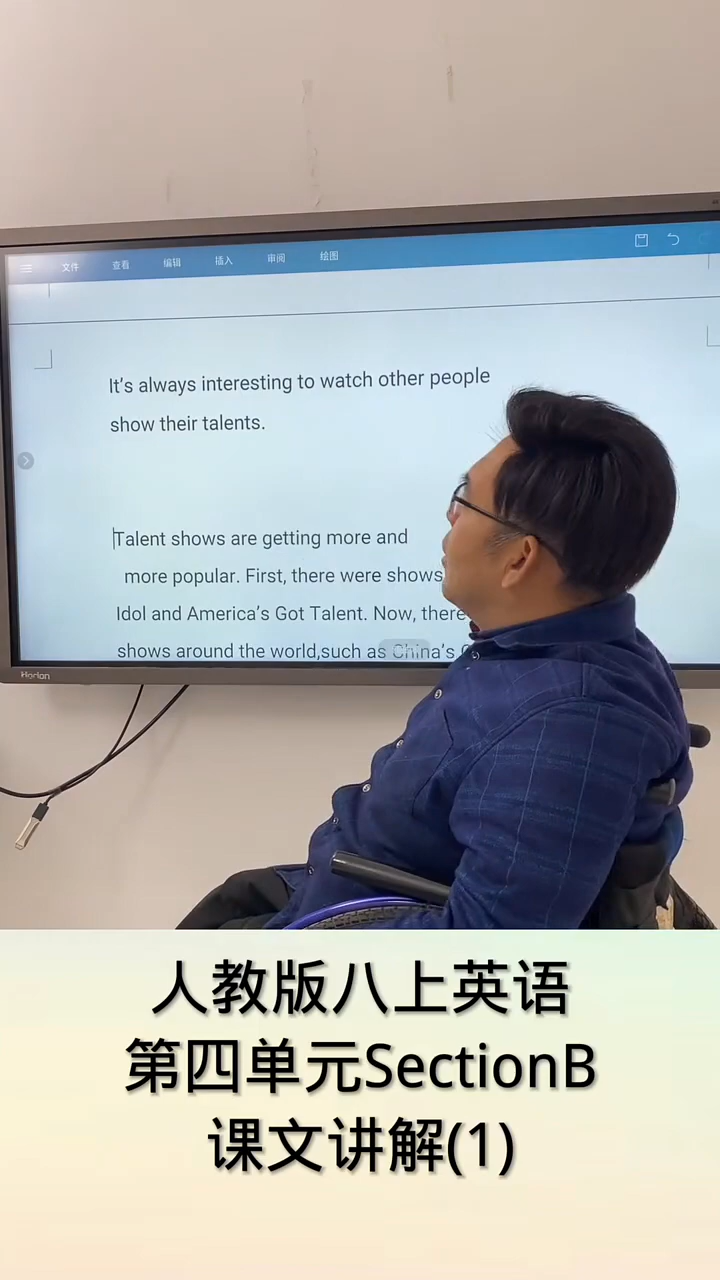 文件 查看 编辑 插入 审阅 绘图
It's always interesting to watch other people
show their talents.
Talent shows are getting more and
more popular. First, there were shows
Idol and America's Got Talent. Now, there
shows around the world,such as China's
Horion
人教版八上英语
第四单元SectionB
课文讲解(1)